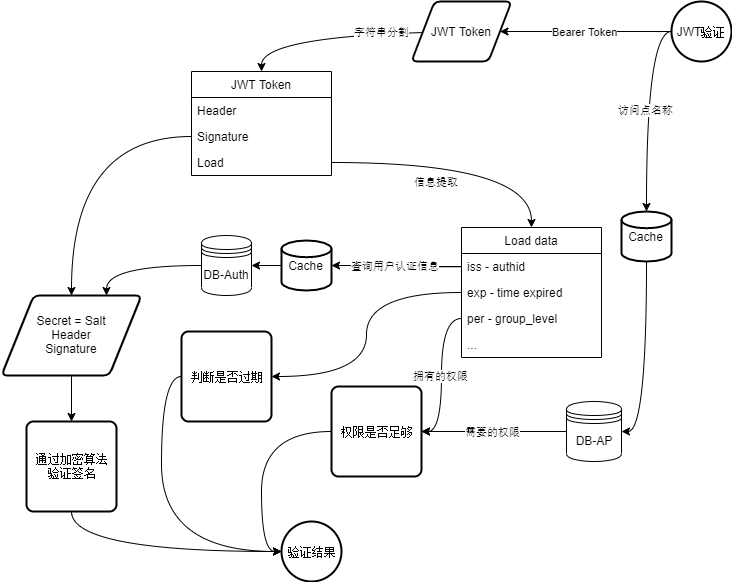 字符串分割
JWT Token
Bearer Token
JWT验证
JWT Token
Header
Signature
Load
访问点名称
信息提取
Cache
Load data
iss - authid
exp - time expired
per - group_level
...
查询用户认证信息
Cache
DB-Auth
Secret = Salt
Header
Signature
判断是否过期
拥有的权限
权限是否足够
需要的权限
DB-AP
通过加密算法
验证签名
验证结果